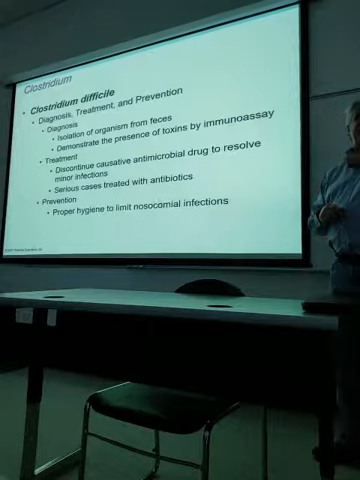 Clostridium
• Clostridium difficile
• Diagnosis, Treatment, and Prevention
• Diagnosis
• Isolation of organism from feces
• Demonstrate the presence of toxins by immunoassay
• Treatment
• Discontinue causative antimicrobial drug to resolve
minor infections
• Serious cases treated with antibiotics
• Prevention
• Proper hygiene to limit nosocomial infections